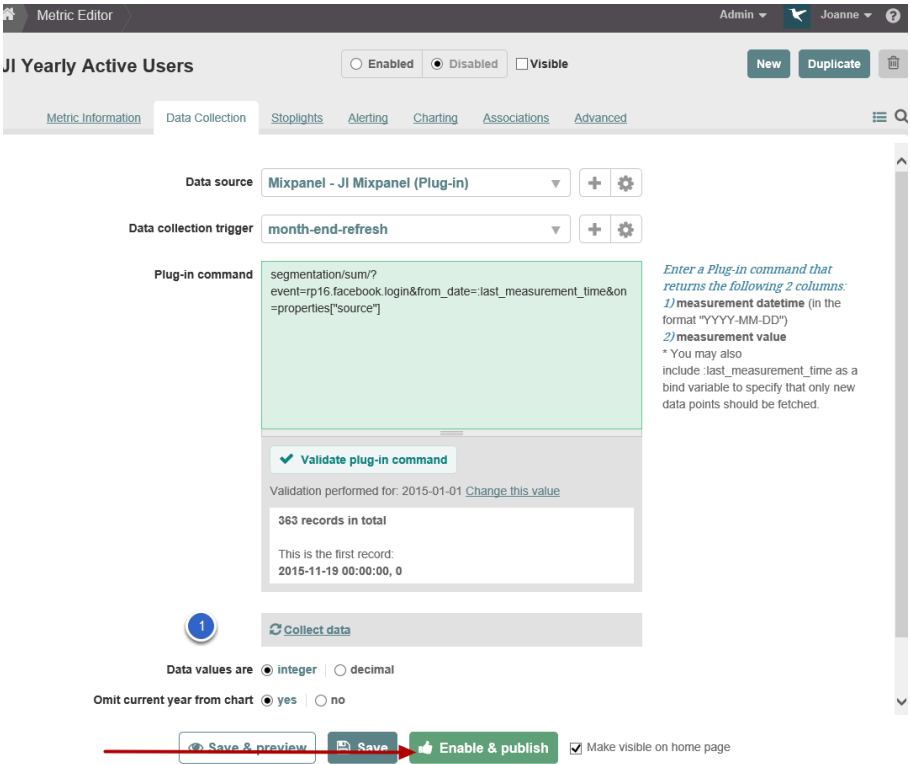 Metric Editor
Admin
Joanne
JI Yearly Active Users
Enabled
Disabled
Visible
New
Duplicate
Metric Information
Data Collection
Stoplights
Alerting
Charting
Associations
Advanced
Data source
Mixpanel - JI Mixpanel (Plug-in)
Data collection trigger
month-end-refresh
Plug-in command
segmentation/sum/?
event=rp16.facebook.login&from_date=:last_measurement_time&on
=properties["source"]
Enter a Plug-in command that
returns the following 2 columns:
1) measurement datetime (in the
format "YYYY-MM-DD")
2) measurement value
* You may also
include :last_measurement_time as a
bind variable to specify that only new
data points should be fetched.
Validate plug-in command
Validation performed for: 2015-01-01 Change this value
363 records in total
This is the first record:
2015-11-19 00:00:00, 0
1
Collect data
Data values are
integer
decimal
Omit current year from chart
yes
no
Save & preview
Save
Enable & publish
Make visible on home page